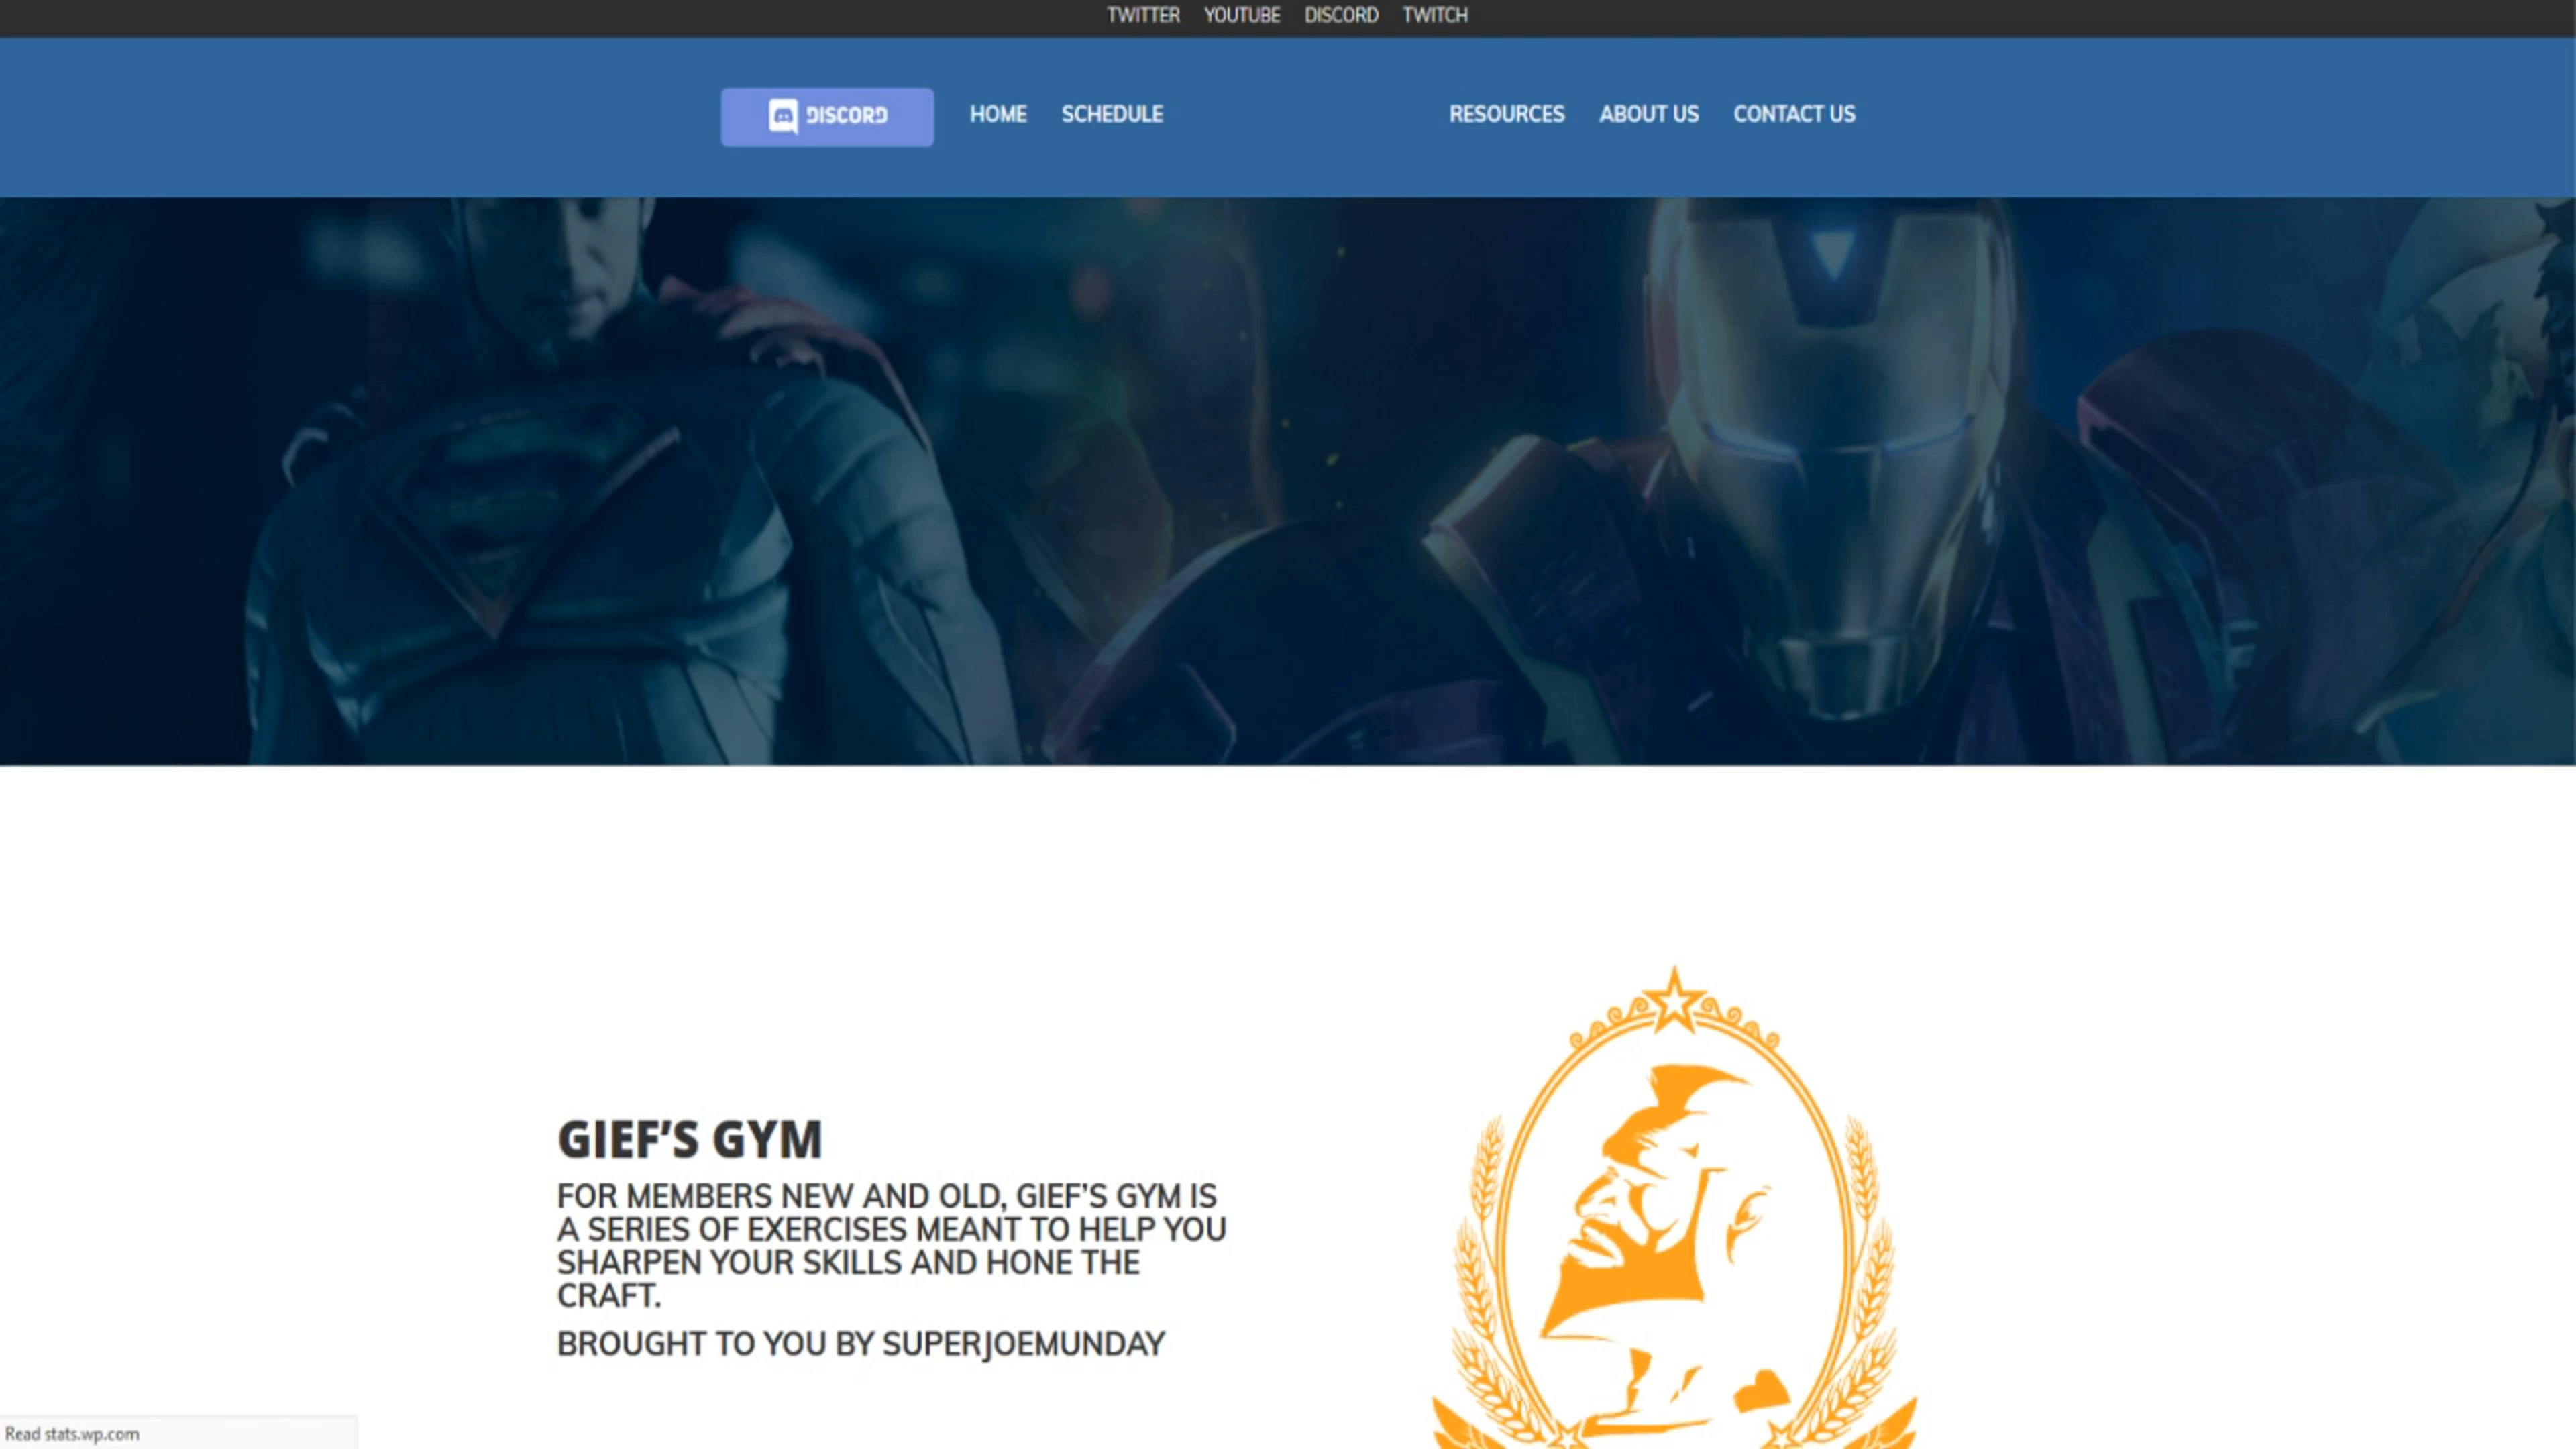 TWITTER YOUTUBE DISCORD TWITCH
DISCORD HOME SCHEDULE RESOURCES ABOUT US CONTACT US
GIEF'S GYM
FOR MEMBERS NEW AND OLD, GIEF'S GYM IS
A SERIES OF EXERCISES MEANT TO HELP YOU
SHARPEN YOUR SKILLS AND HONE THE
CRAFT.
BROUGHT TO YOU BY SUPERJOEMUNDAY
Read stats.wp.com